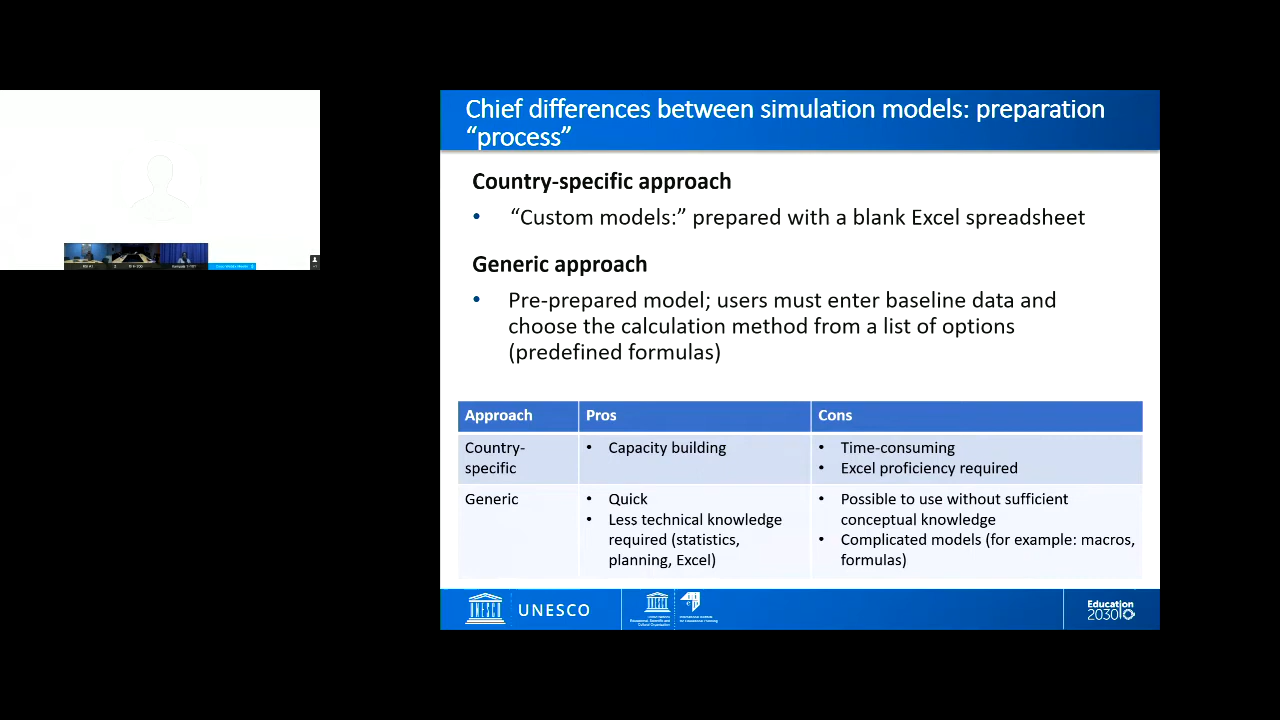 Chief differences between simulation models: preparation
“process”
Country-specific approach
• “Custom models:” prepared with a blank Excel spreadsheet
Generic approach
• Pre-prepared model; users must enter baseline data and
choose the calculation method from a list of options
(predefined formulas)
Approach Pros Cons
Country-
specific
• Capacity building
• Time-consuming
• Excel proficiency required
Generic
• Quick
• Less technical knowledge
required (statistics,
planning, Excel)
• Possible to use without sufficient
conceptual knowledge
• Complicated models (for example: macros,
formulas)
UNESCO
Education
2030